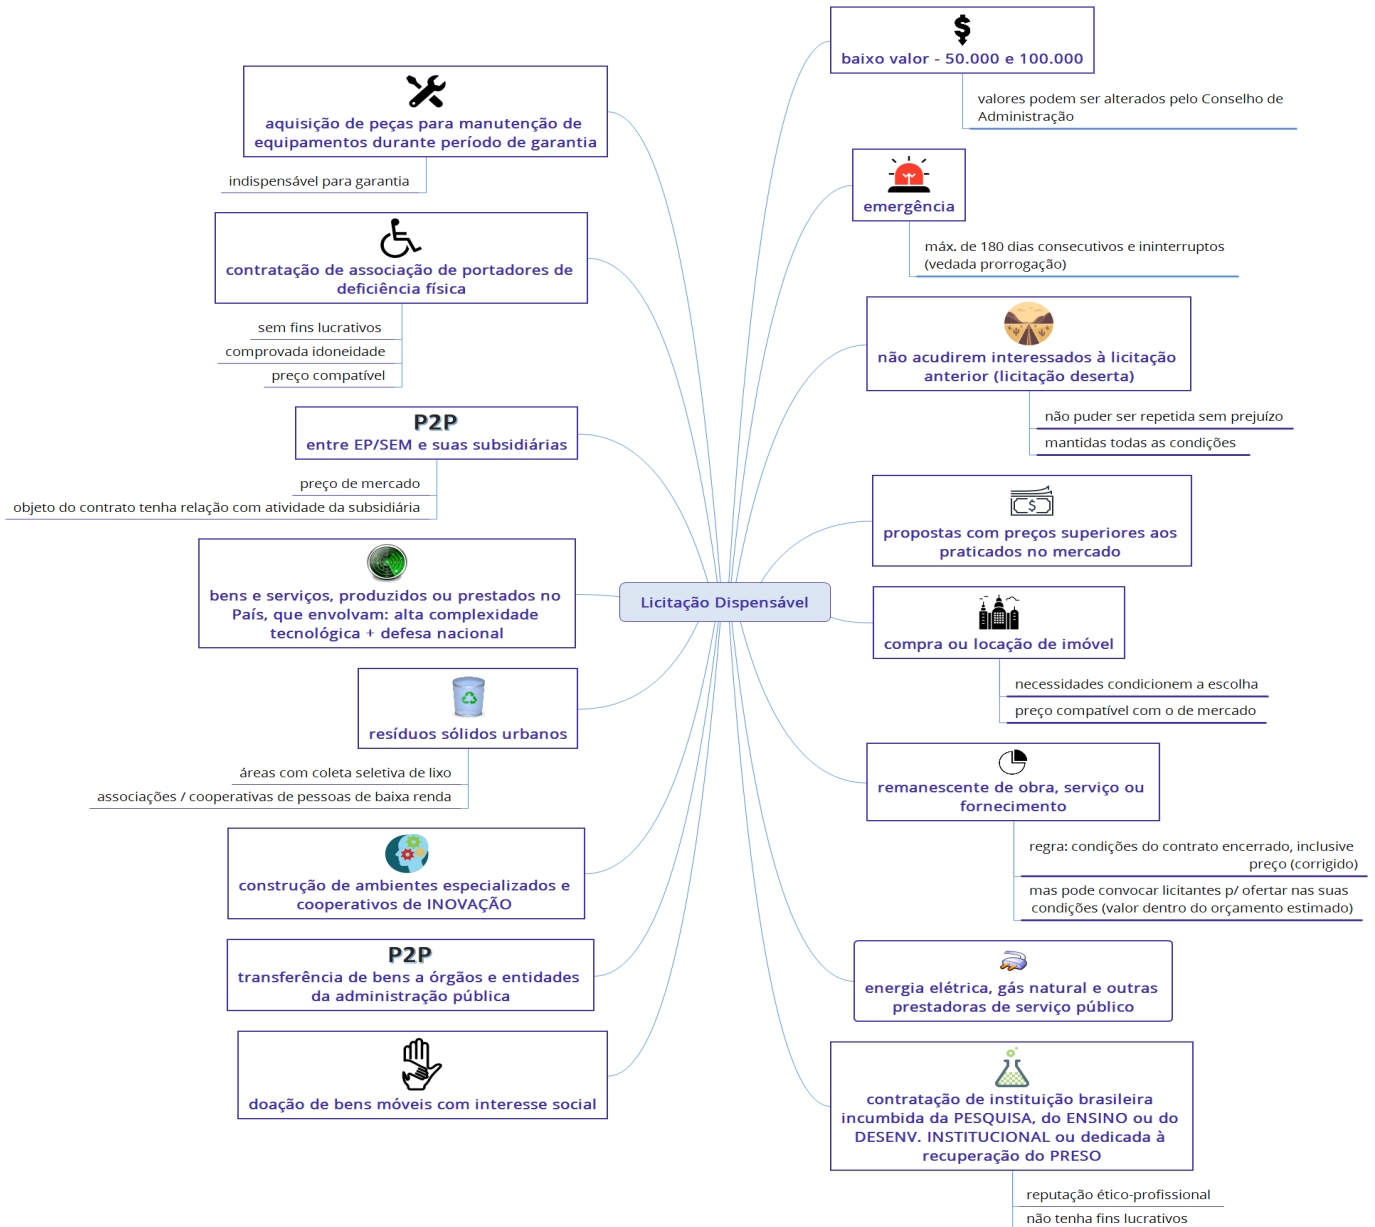 Licitação Dispensável
baixo valor - 50.000 e 100.000
valores podem ser alterados pelo Conselho de
Administração
emergência
máx. de 180 dias consecutivos e ininterruptos
(vedada prorrogação)
não acudirem interessados à licitação
anterior (licitação deserta)
não puder ser repetida sem prejuízo
mantidas todas as condições
propostas com preços superiores aos
praticados no mercado
compra ou locação de imóvel
necessidades condicionem a escolha
preço compatível com o de mercado
remanescente de obra, serviço ou
fornecimento
regra: condições do contrato encerrado, inclusive
preço (corrigido)
mas pode convocar licitantes p/ ofertar nas suas
condições (valor dentro do orçamento estimado)
energia elétrica, gás natural e outras
prestadoras de serviço público
contratação de instituição brasileira
incumbida da PESQUISA, do ENSINO ou do
DESENV. INSTITUCIONAL ou dedicada à
recuperação do PRESO
reputação ético-profissional
não tenha fins lucrativos
aquisição de peças para manutenção de
equipamentos durante período de garantia
indispensável para garantia
contratação de associação de portadores de
deficiência física
sem fins lucrativos
comprovada idoneidade
preço compatível
P2P
entre EP/SEM e suas subsidiárias
preço de mercado
objeto do contrato tenha relação com atividade da subsidiária
bens e serviços, produzidos ou prestados no
País, que envolvam: alta complexidade
tecnológica + defesa nacional
resíduos sólidos urbanos
áreas com coleta seletiva de lixo
associações / cooperativas de pessoas de baixa renda
construção de ambientes especializados e
cooperativos de INOVAÇÃO
P2P
transferência de bens a órgãos e entidades
da administração pública
doação de bens móveis com interesse social